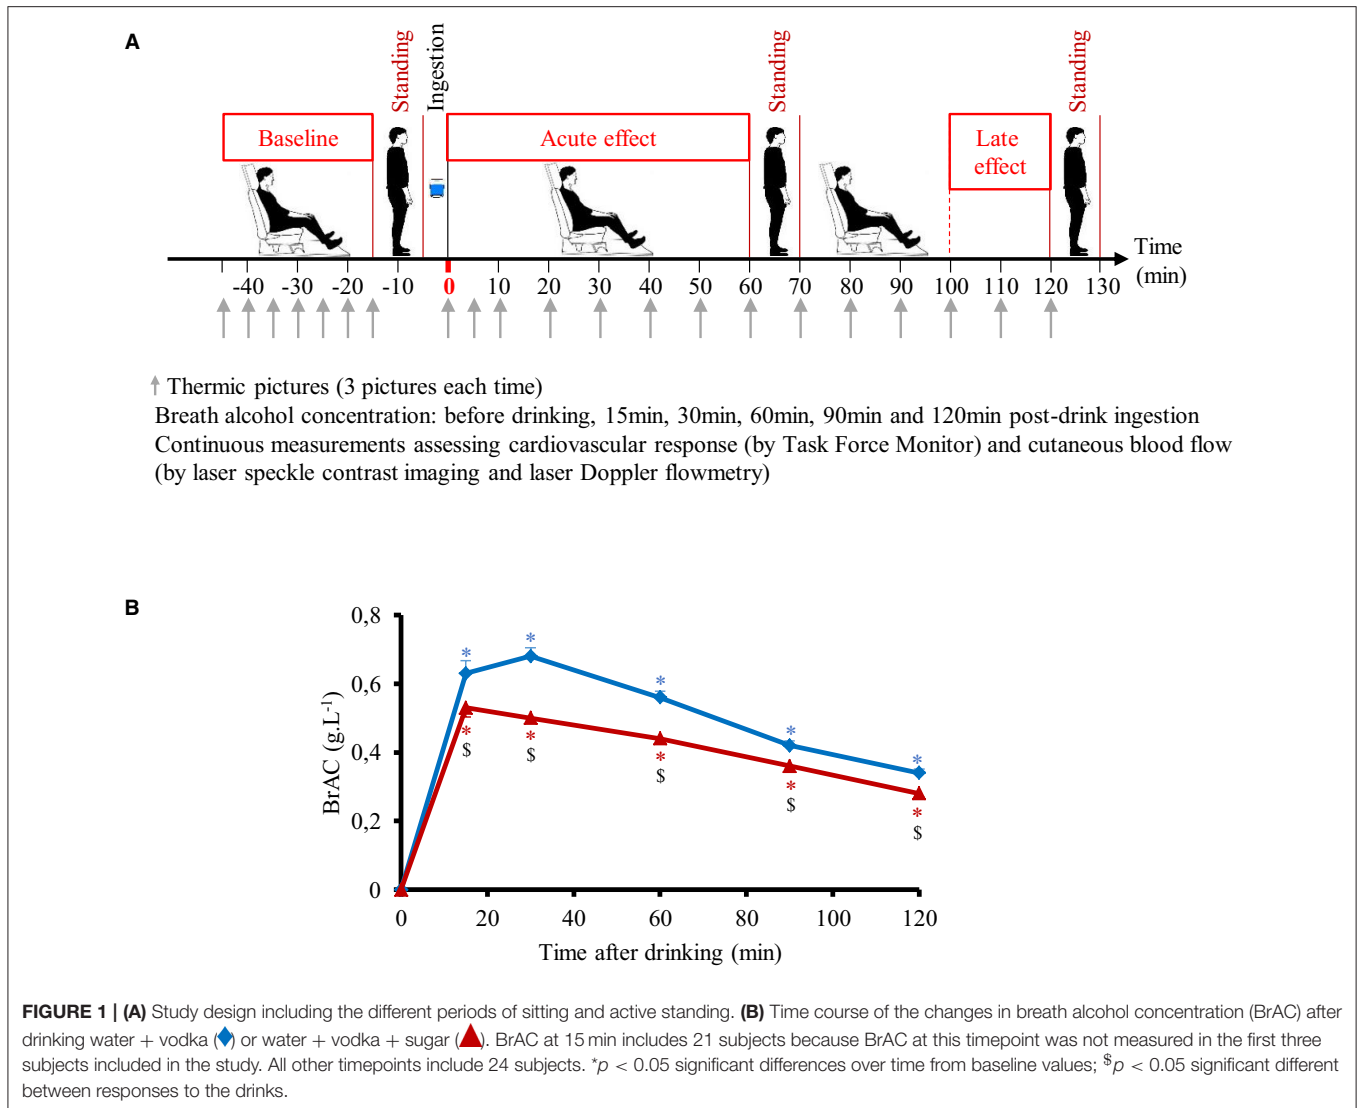 A
Standing
Ingestion
Standing
Standing
Baseline
Acute effect
Late
effect
Time
(min)
-40 -30 -20 -10 0 10 20 30 40 50 60 70 80 90 100 110 120 130
Thermic pictures (3 pictures each time)
Breath alcohol concentration: before drinking, 15min, 30min, 60min, 90min and 120min post-drink ingestion
Continuous measurements assessing cardiovascular response (by Task Force Monitor) and cutaneous blood flow
(by laser speckle contrast imaging and laser Doppler flowmetry)
B
BrAC (g.L⁻¹)
0,8
0,6
0,4
0,2
0
* * * * *
* * * * *
$ $ $ $ $
0 20 40 60 80 100 120
Time after drinking (min)
FIGURE 1 | (A) Study design including the different periods of sitting and active standing. (B) Time course of the changes in breath alcohol concentration (BrAC) after
drinking water + vodka (◆) or water + vodka + sugar (▲). BrAC at 15 min includes 21 subjects because BrAC at this timepoint was not measured in the first three
subjects included in the study. All other timepoints include 24 subjects. *p < 0.05 significant differences over time from baseline values; $p < 0.05 significant different
between responses to the drinks.